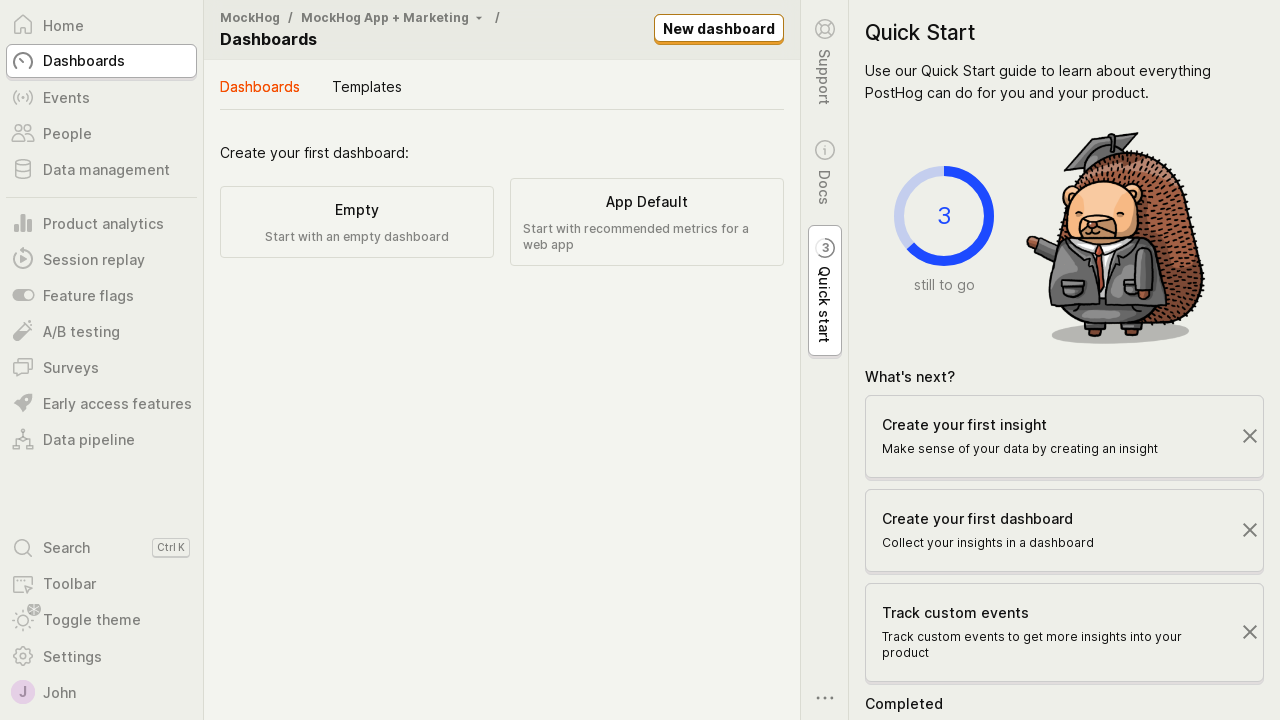 Home
Dashboards
Events
People
Data management
Product analytics
Session replay
Feature flags
A/B testing
Surveys
Early access features
Data pipeline
Search
Ctrl K
Toolbar
Toggle theme
Settings
J
John
MockHog / MockHog App + Marketing /
Dashboards
New dashboard
Dashboards
Templates
Create your first dashboard:
Empty
Start with an empty dashboard
App Default
Start with recommended metrics for a
web app
Support
Docs
3
Quick start
Quick Start
Use our Quick Start guide to learn about everything
PostHog can do for you and your product.
3
still to go
What's next?
Create your first insight
Make sense of your data by creating an insight
Create your first dashboard
Collect your insights in a dashboard
Track custom events
Track custom events to get more insights into your
product
Completed